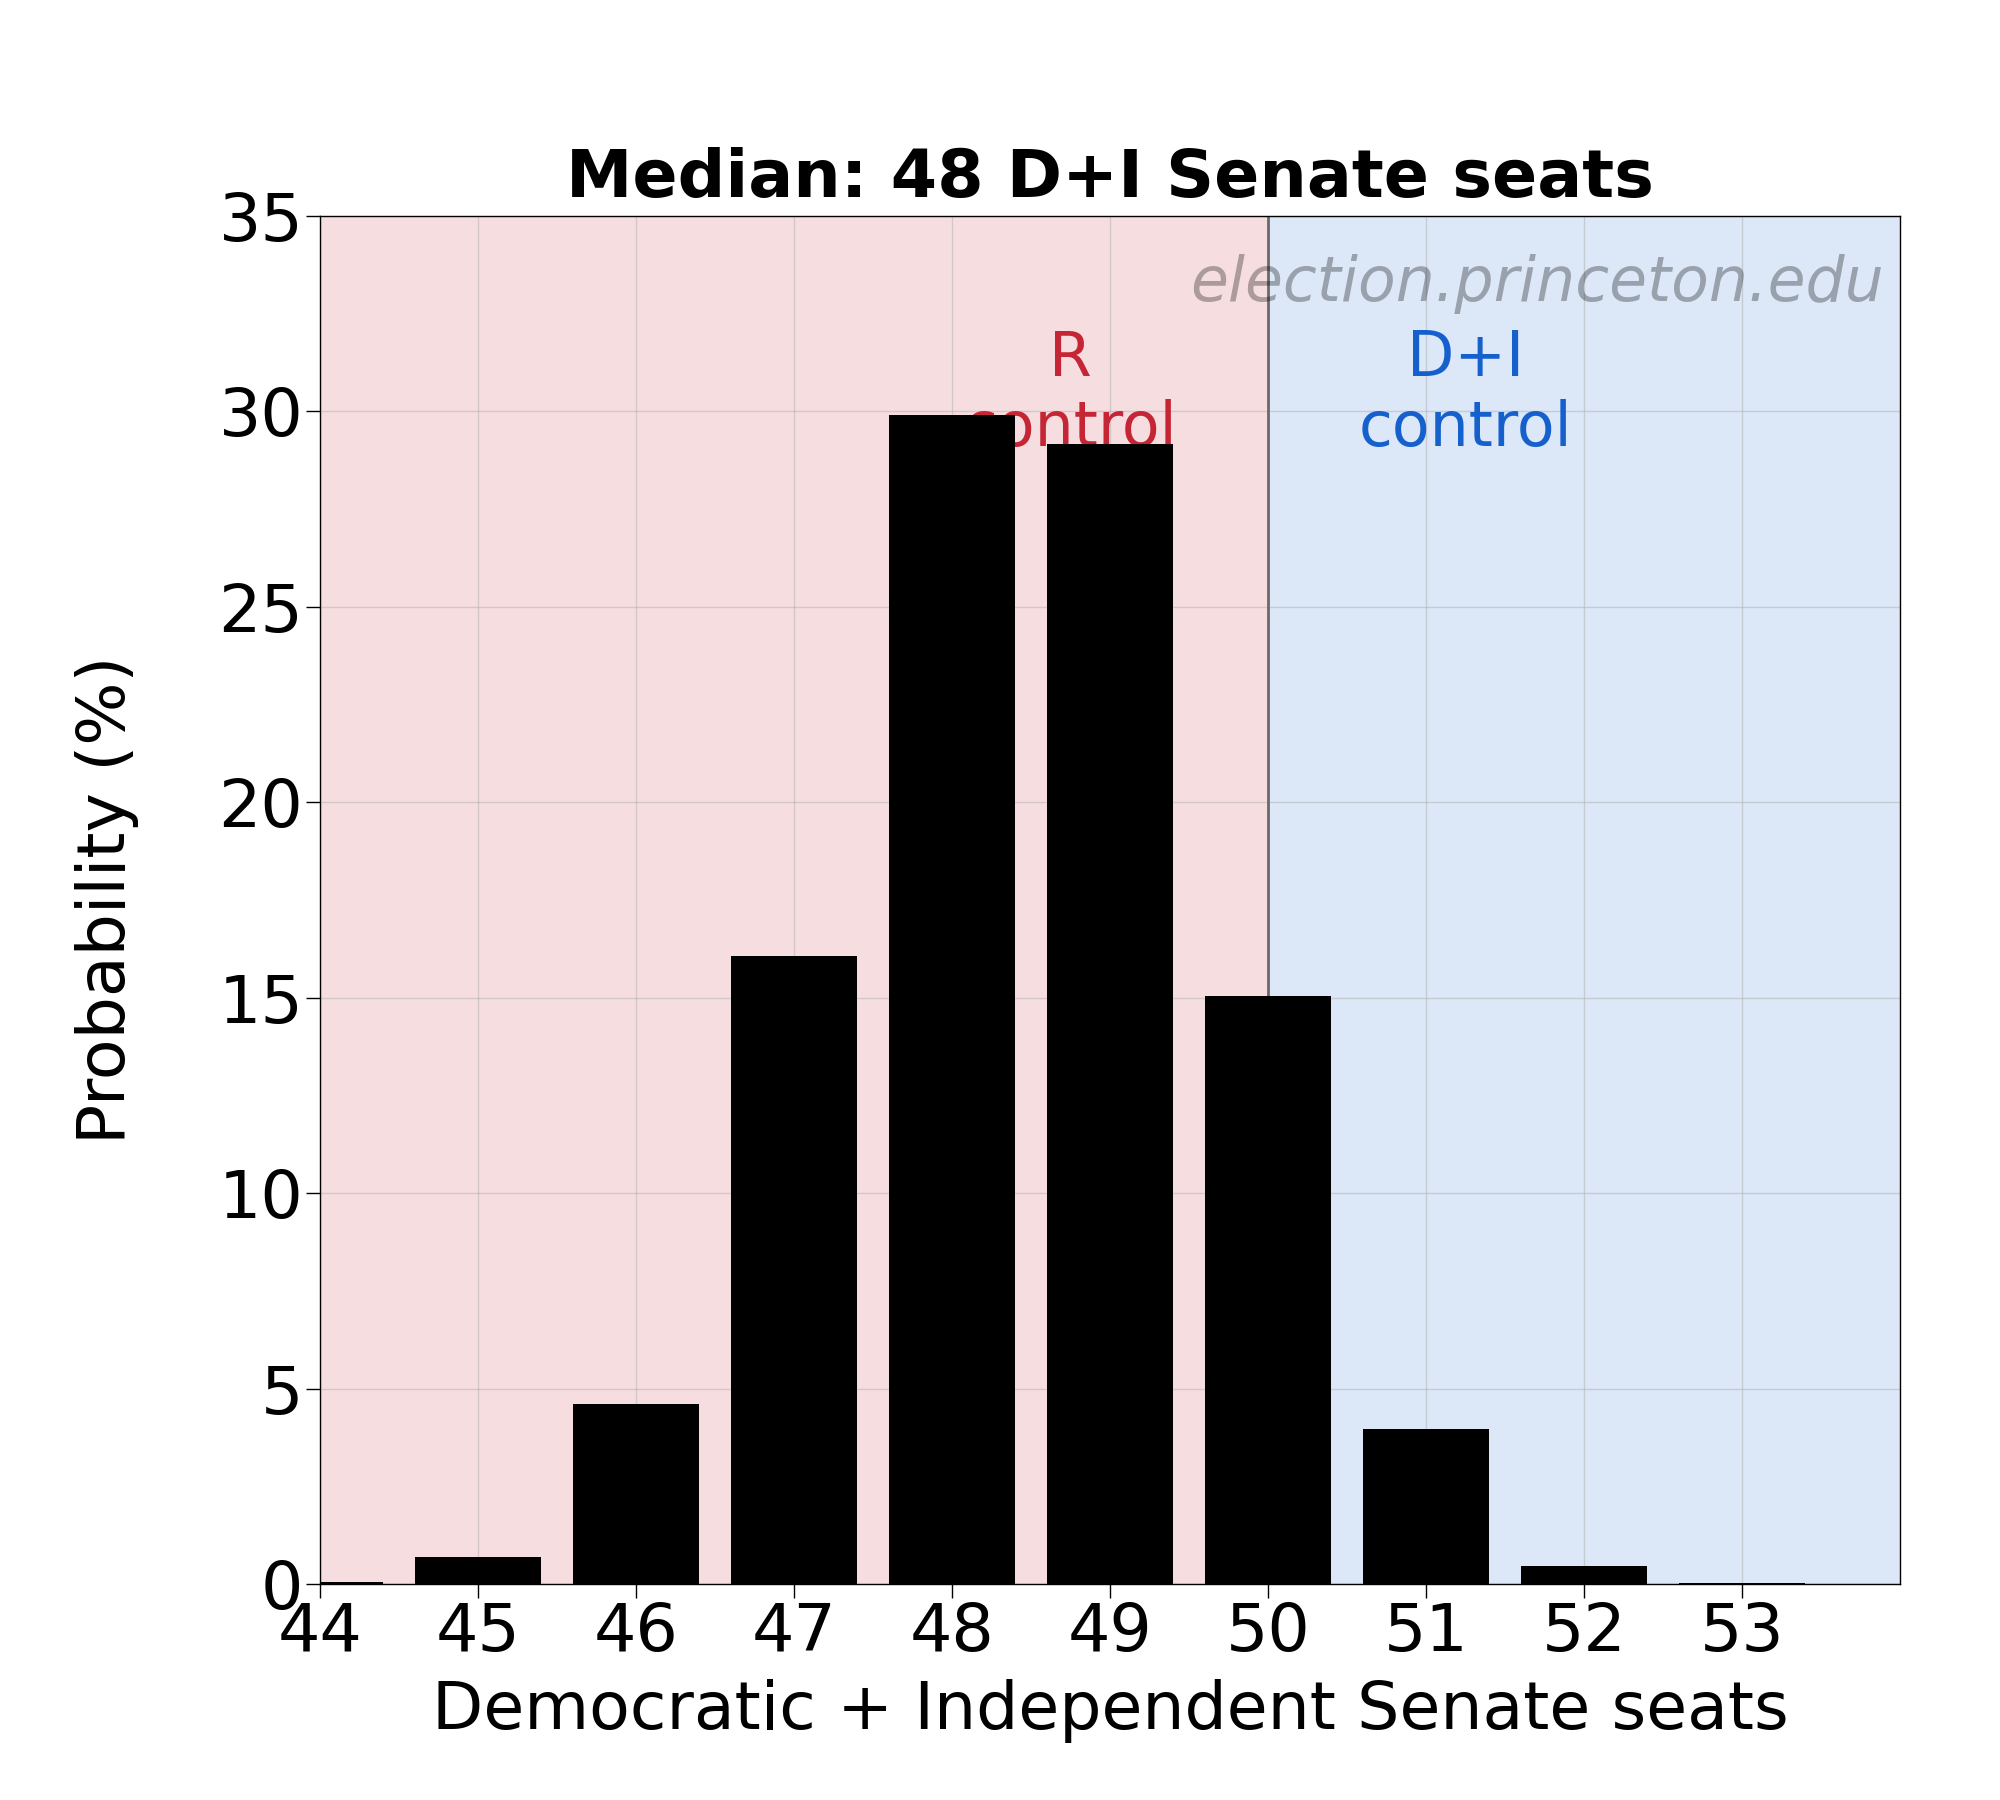 Median: 48 D+I Senate seats
election.princeton.edu
R
control
D+I
control
35
30
25
20
15
10
5
0
Probability (%)
44 45 46 47 48 49 50 51 52 53
Democratic + Independent Senate seats